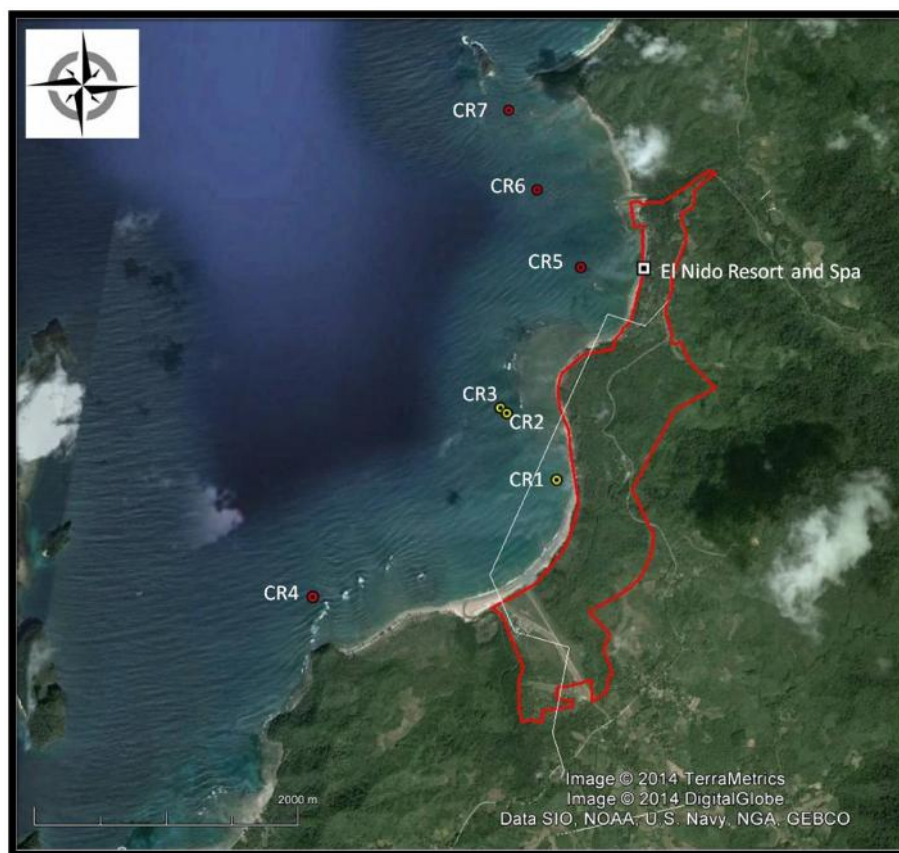 CR7
CR6
CR5
El Nido Resort and Spa
CR3
CR2
CR1
CR4
2000 m
Image © 2014 TerraMetrics
Image © 2014 DigitalGlobe
Data SIO, NOAA, U.S. Navy, NGA, GEBCO